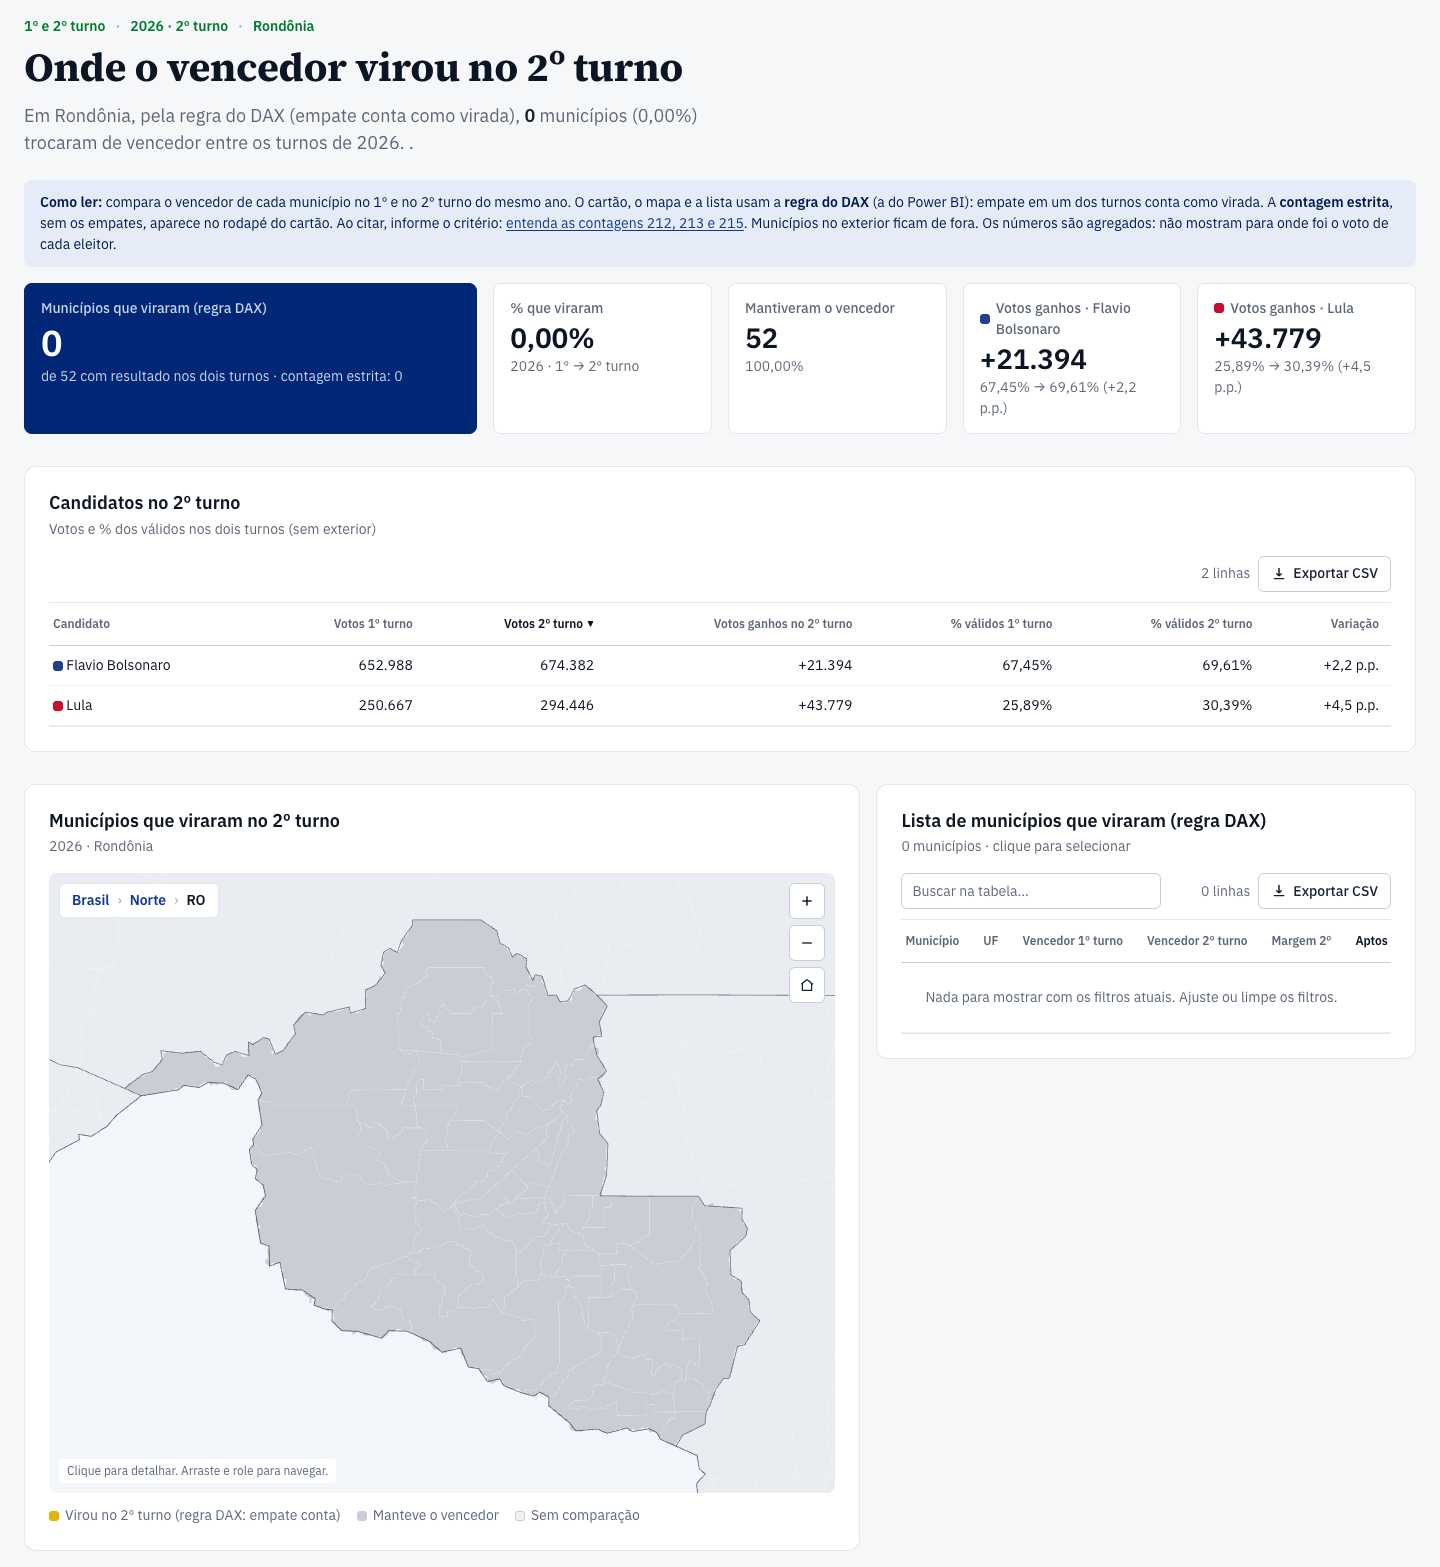 1º e 2º turno · 2026 · 2º turno · Rondônia
Onde o vencedor virou no 2º turno
Em Rondônia, pela regra do DAX (empate conta como virada), 0 municípios (0,00%)
trocaram de vencedor entre os turnos de 2026. .
Como ler: compara o vencedor de cada município no 1º e no 2º turno do mesmo ano. O cartão, o mapa e a lista usam a regra do DAX (a do Power BI): empate em um dos turnos conta como virada. A contagem estrita,
sem os empates, aparece no rodapé do cartão. Ao citar, informe o critério: entenda as contagens 212, 213 e 215. Municípios no exterior ficam de fora. Os números são agregados: não mostram para onde foi o voto de
cada eleitor.
Municípios que viraram (regra DAX)
0
de 52 com resultado nos dois turnos · contagem estrita: 0
% que viraram
0,00%
2026 · 1º → 2º turno
Mantiveram o vencedor
52
100,00%
Votos ganhos · Flavio
Bolsonaro
+21.394
67,45% → 69,61% (+2,2
p.p.)
Votos ganhos · Lula
+43.779
25,89% → 30,39% (+4,5
p.p.)
Candidatos no 2º turno
Votos e % dos válidos nos dois turnos (sem exterior)
2 linhas Exportar CSV
Candidato Votos 1º turno Votos 2º turno ▼ Votos ganhos no 2º turno % válidos 1º turno % válidos 2º turno Variação
Flavio Bolsonaro 652.988 674.382 +21.394 67,45% 69,61% +2,2 p.p.
Lula 250.667 294.446 +43.779 25,89% 30,39% +4,5 p.p.
Municípios que viraram no 2º turno
2026 · Rondônia
Brasil › Norte › RO
+
−
Clique para detalhar. Arraste e role para navegar.
Virou no 2º turno (regra DAX: empate conta) Manteve o vencedor Sem comparação
Lista de municípios que viraram (regra DAX)
0 municípios · clique para selecionar
Buscar na tabela... 0 linhas Exportar CSV
Município UF Vencedor 1º turno Vencedor 2º turno Margem 2º Aptos
Nada para mostrar com os filtros atuais. Ajuste ou limpe os filtros.